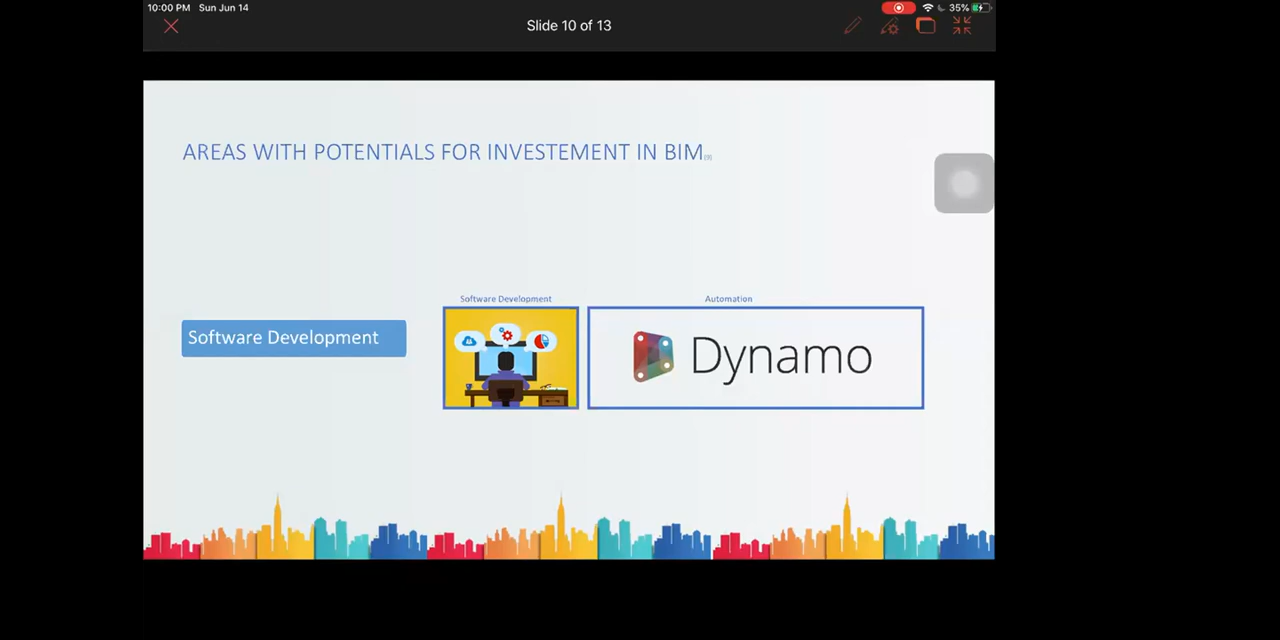 10:00 PM Sun Jun 14
35%
Slide 10 of 13
AREAS WITH POTENTIALS FOR INVESTEMENT IN BIM
Software Development
Automation
Software Development
Dynamo